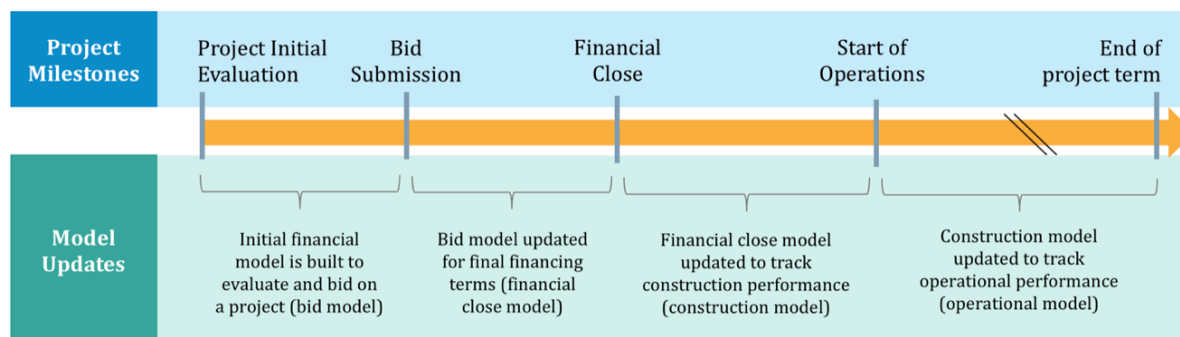 Project
Milestones
Project Initial
Evaluation
Bid
Submission
Financial
Close
Start of
Operations
End of
project term
Model
Updates
Initial financial
model is built to
evaluate and bid on
a project (bid model)
Bid model updated
for final financing
terms (financial
close model)
Financial close model
updated to track
construction performance
(construction model)
Construction model
updated to track
operational performance
(operational model)